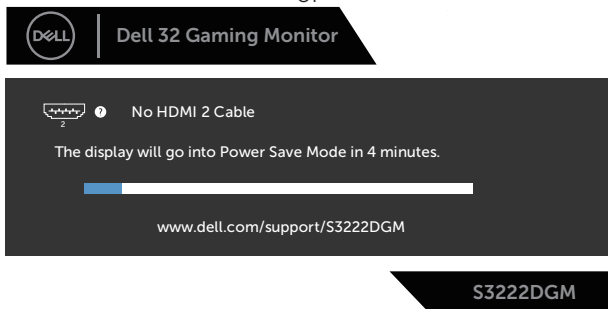 DELL
Dell 32 Gaming Monitor
2
? No HDMI 2 Cable
The display will go into Power Save Mode in 4 minutes.
www.dell.com/support/S3222DGM
S3222DGM